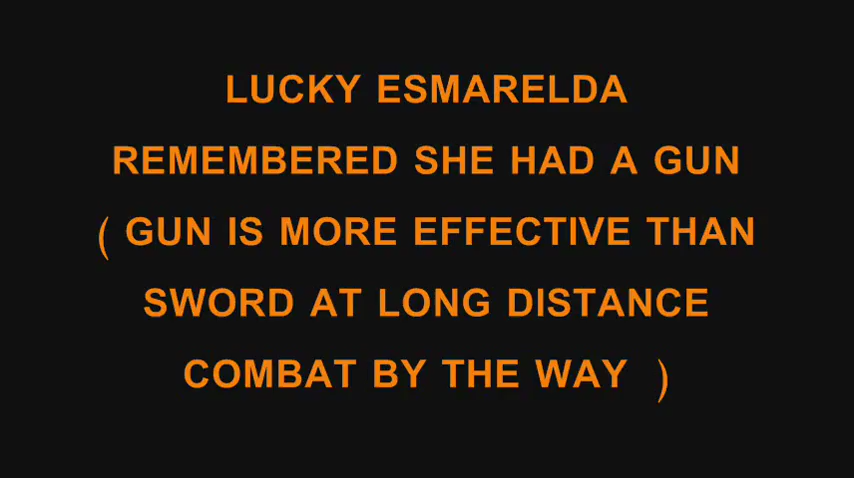 LUCKY ESMARELDA
REMEMBERED SHE HAD A GUN
( GUN IS MORE EFFECTIVE THAN
SWORD AT LONG DISTANCE
COMBAT BY THE WAY )